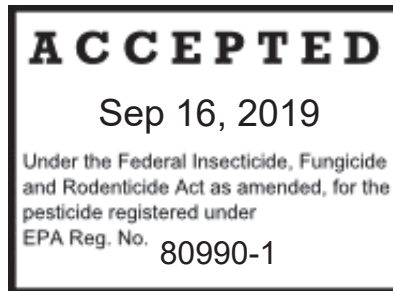 ACCEPTED
Sep 16, 2019
Under the Federal Insecticide, Fungicide
and Rodenticide Act as amended, for the
pesticide registered under
EPA Reg. No. 80990-1